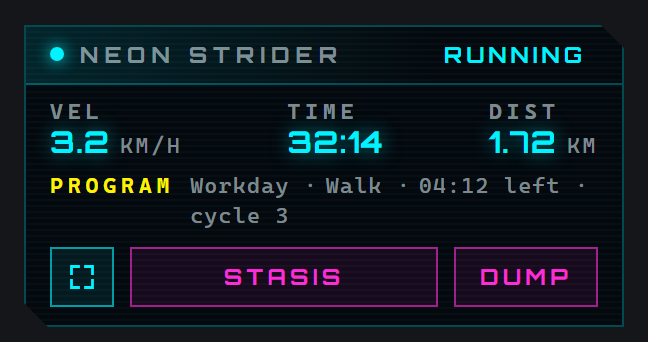 NEON STRIDER RUNNING
VEL TIME DIST
3.2 KM/H 32:14 1.72 KM
PROGRAM Workday · Walk · 04:12 left ·
cycle 3
STASIS DUMP